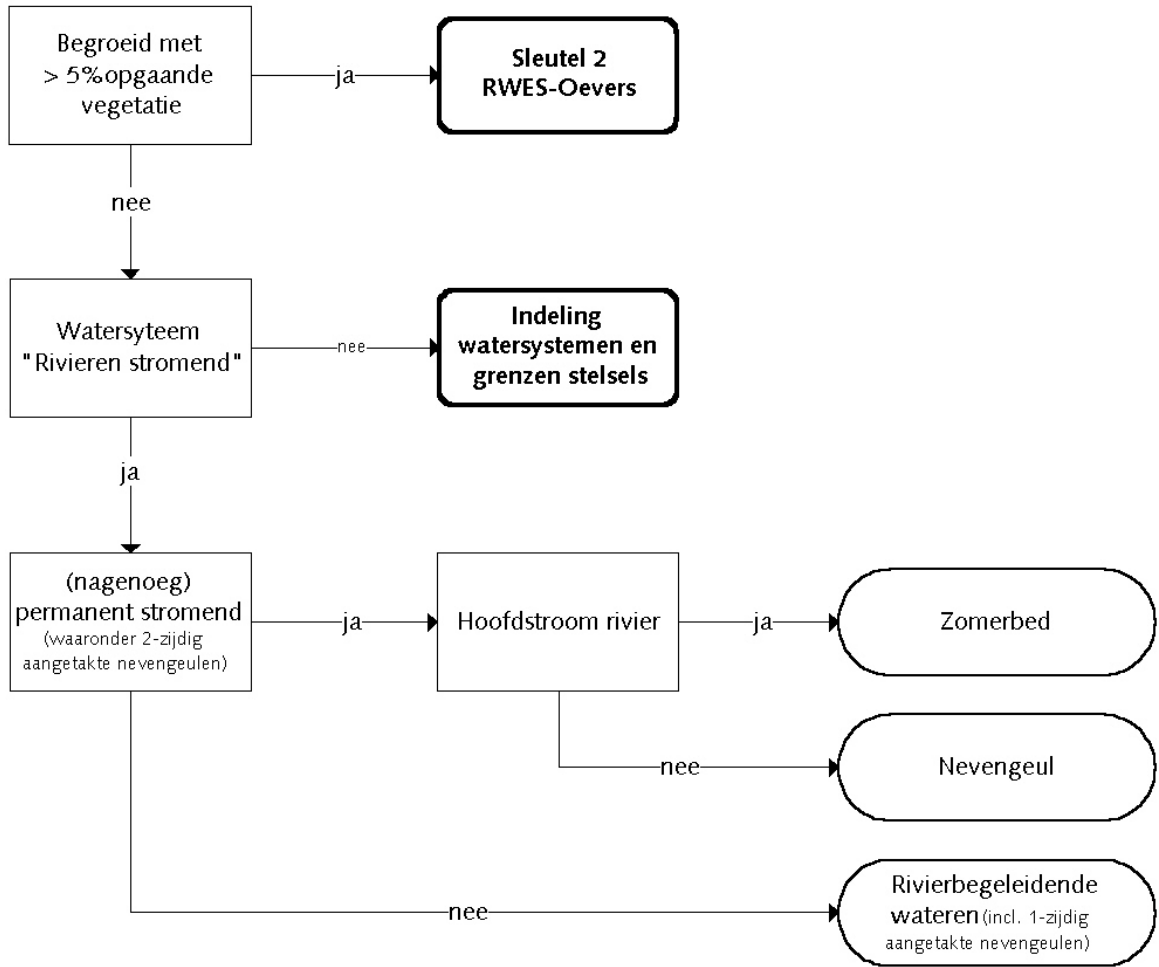 Begroeid met
> 5%opgaande
vegetatie
ja
Sleutel 2
RWES-Oevers
nee
Watersyteem
"Rivieren stromend"
nee
Indeling
watersystemen en
grenzen stelsels
ja
(nagenoeg)
permanent stromend
(waaronder 2-zijdig
aangetakte nevengeulen)
ja
Hoofdstroom rivier
ja
Zomerbed
nee
Nevengeul
nee
Rivierbegeleidende
wateren (incl. 1-zijdig
aangetakte nevengeulen)